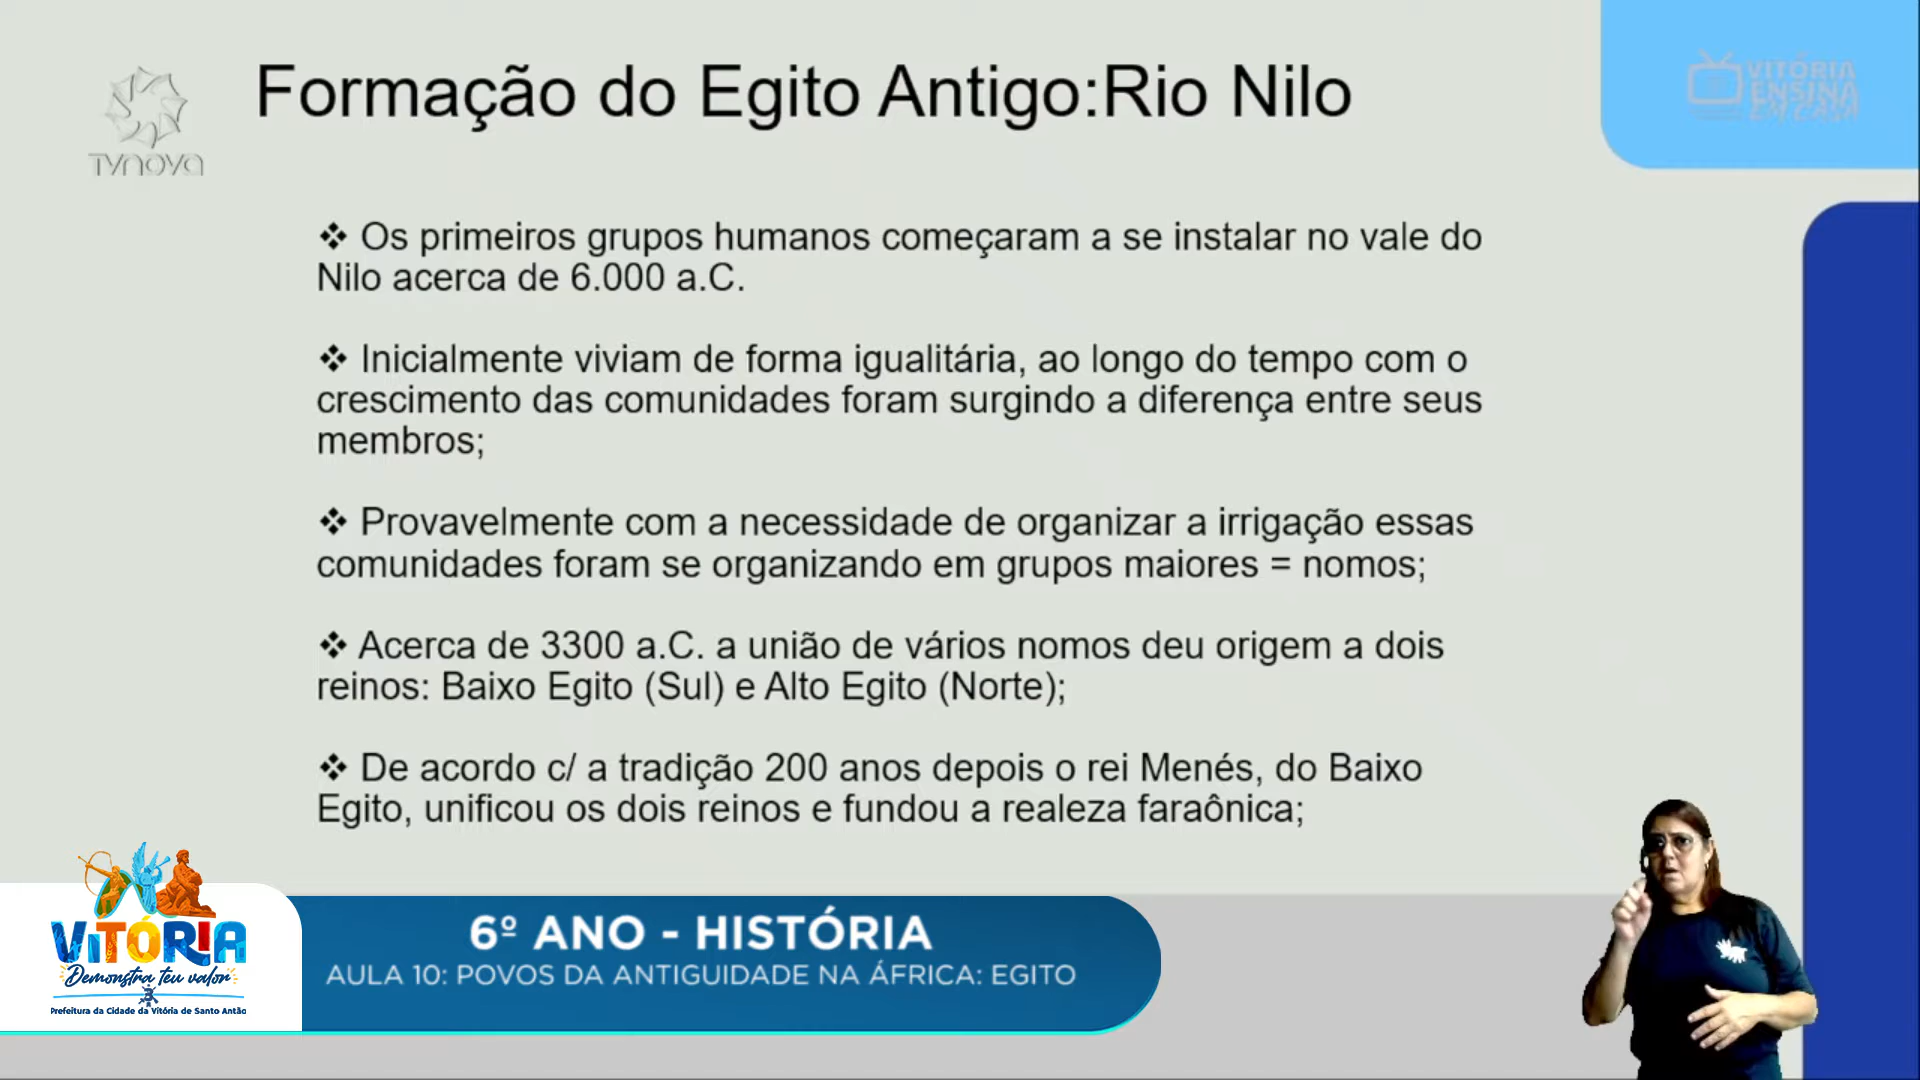 Formação do Egito Antigo:Rio Nilo
TVNOVA
VITÓRIA
ENSINA
EM CASA
❖ Os primeiros grupos humanos começaram a se instalar no vale do
Nilo acerca de 6.000 a.C.
❖ Inicialmente viviam de forma igualitária, ao longo do tempo com o
crescimento das comunidades foram surgindo a diferença entre seus
membros;
❖ Provavelmente com a necessidade de organizar a irrigação essas
comunidades foram se organizando em grupos maiores = nomos;
❖ Acerca de 3300 a.C. a união de vários nomos deu origem a dois
reinos: Baixo Egito (Sul) e Alto Egito (Norte);
❖ De acordo c/ a tradição 200 anos depois o rei Menés, do Baixo
Egito, unificou os dois reinos e fundou a realeza faraônica;
VITÓRIA
Demonstra teu valor
Prefeitura da Cidade da Vitória de Santo Antão
6º ANO - HISTÓRIA
AULA 10: POVOS DA ANTIGUIDADE NA ÁFRICA: EGITO